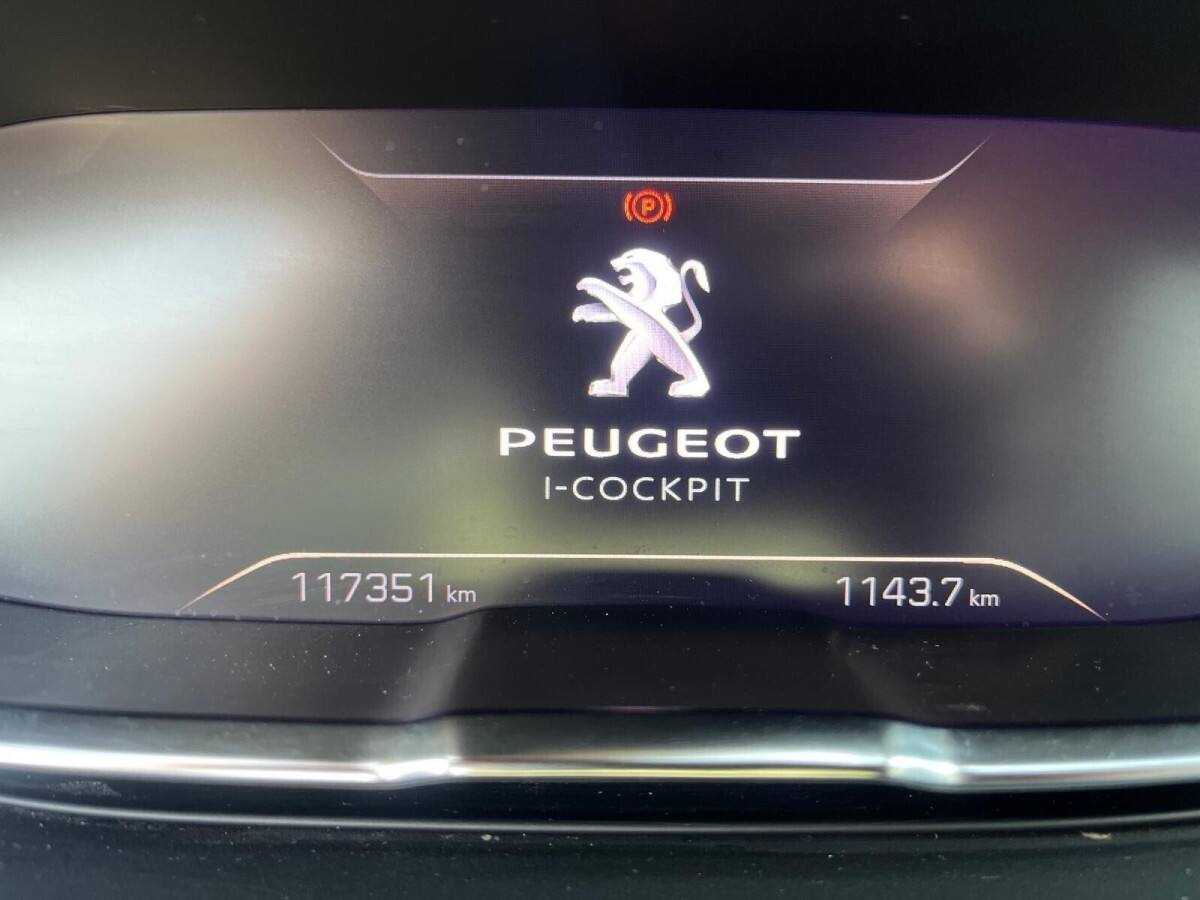 (P)
PEUGEOT
I-COCKPIT
117351 km 1143.7 km